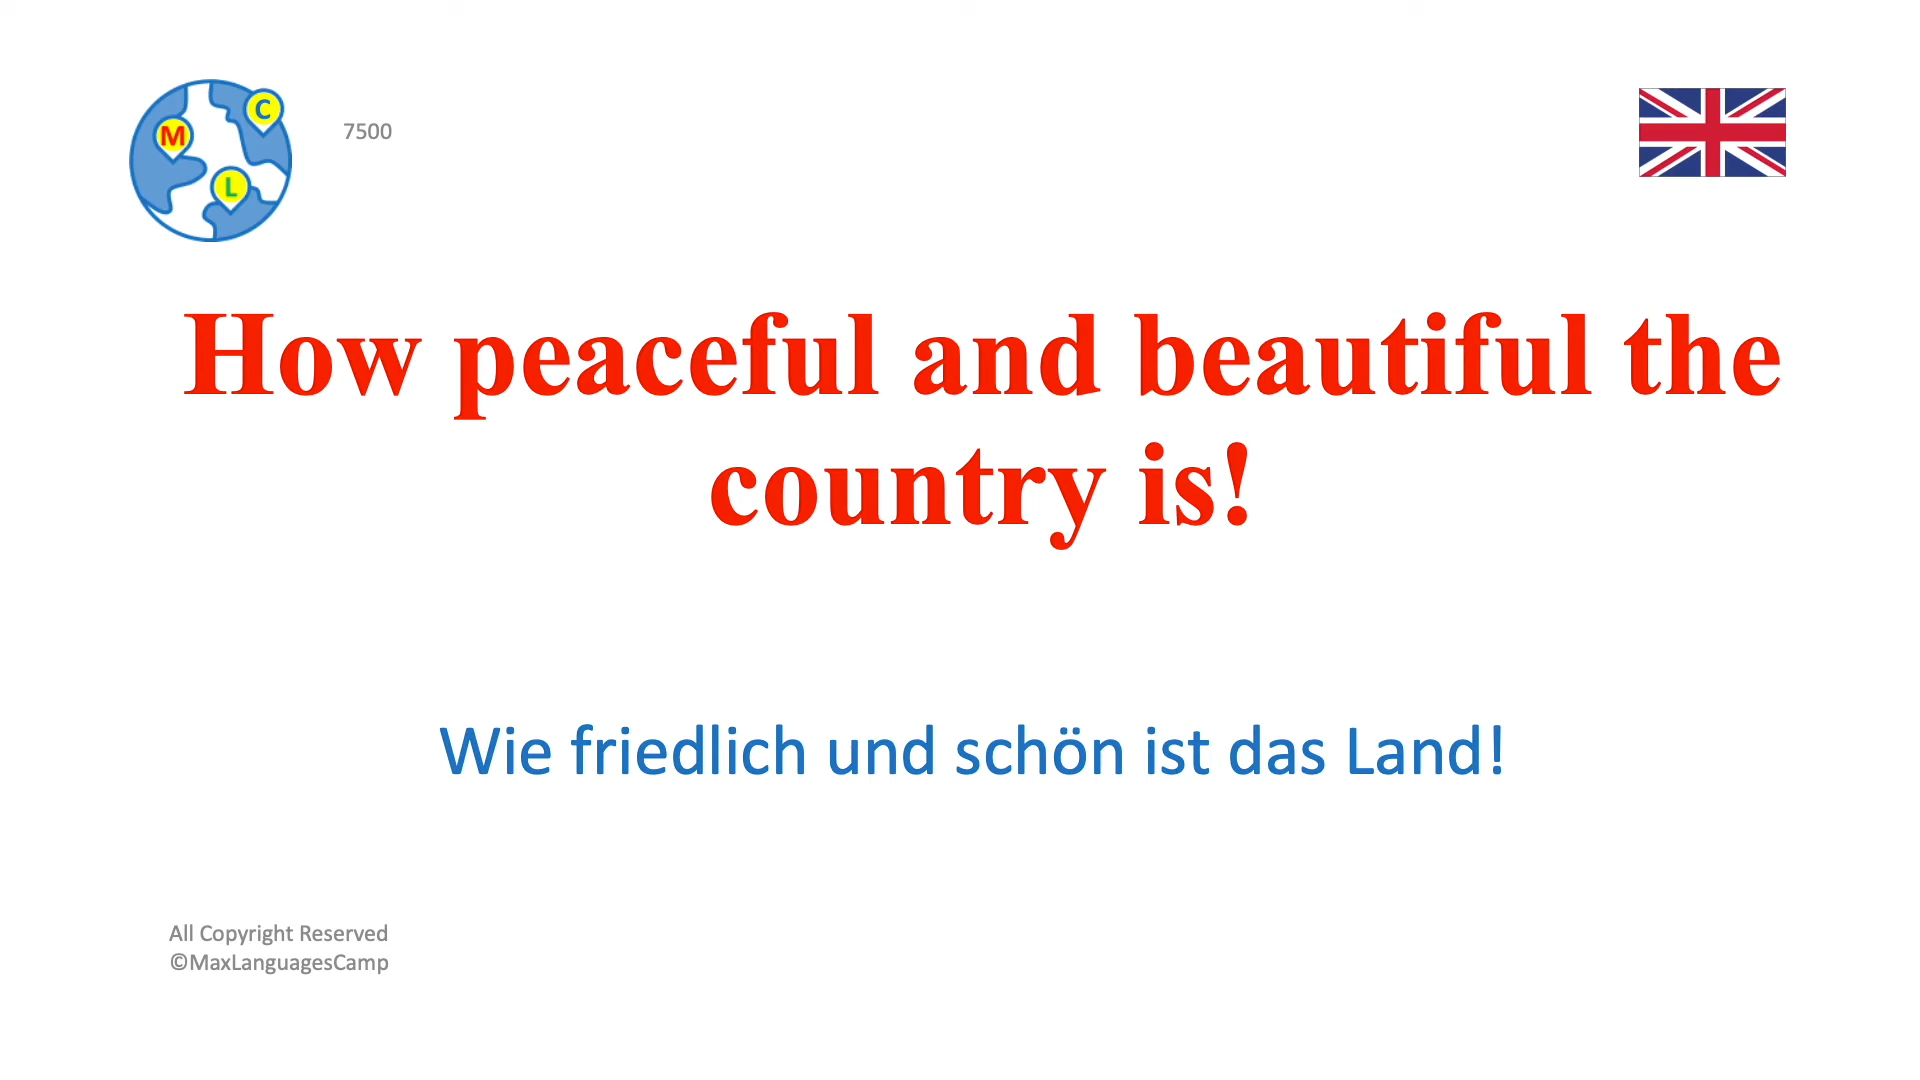 M
C
L
7500
How peaceful and beautiful the
country is!
Wie friedlich und schön ist das Land!
All Copyright Reserved
©MaxLanguagesCamp